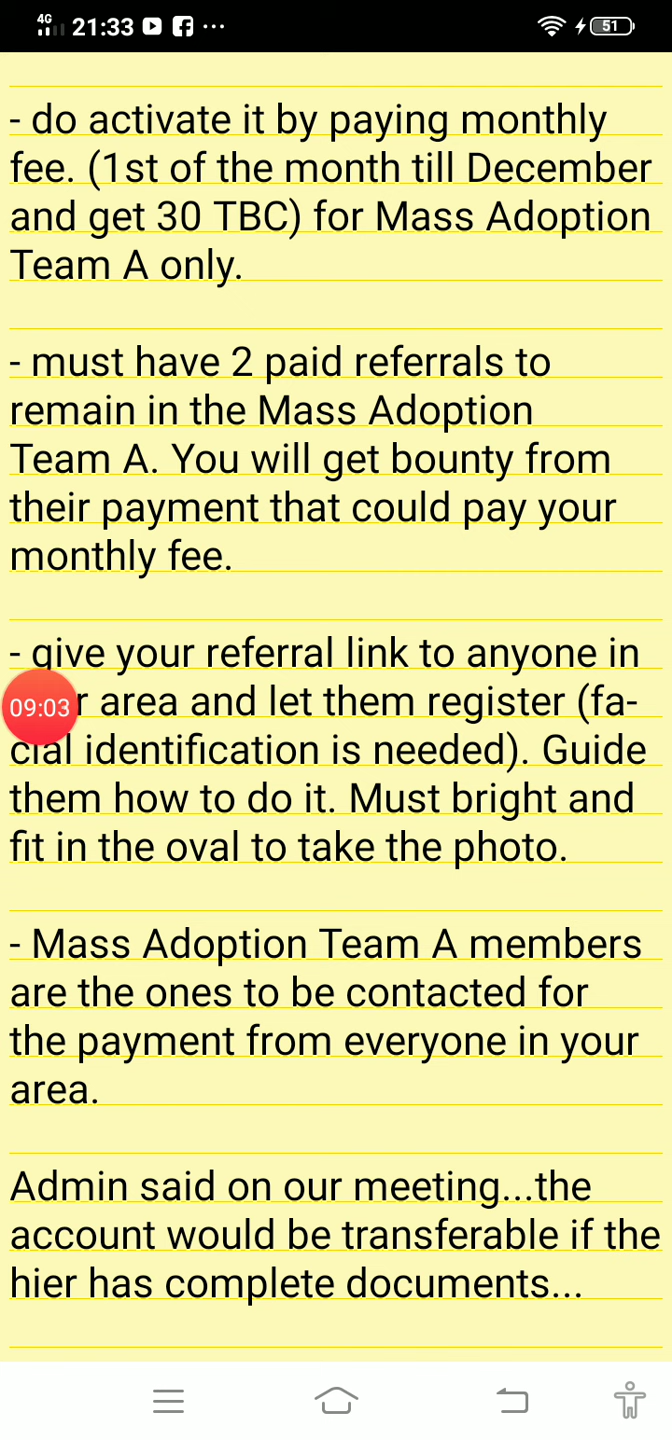 4G 21:33 ... 51
- do activate it by paying monthly
fee. (1st of the month till December
and get 30 TBC) for Mass Adoption
Team A only.
- must have 2 paid referrals to
remain in the Mass Adoption
Team A. You will get bounty from
their payment that could pay your
monthly fee.
- give your referral link to anyone in
09:03 r area and let them register (fa-
cial identification is needed). Guide
them how to do it. Must bright and
fit in the oval to take the photo.
- Mass Adoption Team A members
are the ones to be contacted for
the payment from everyone in your
area.
Admin said on our meeting...the
account would be transferable if the
hier has complete documents...